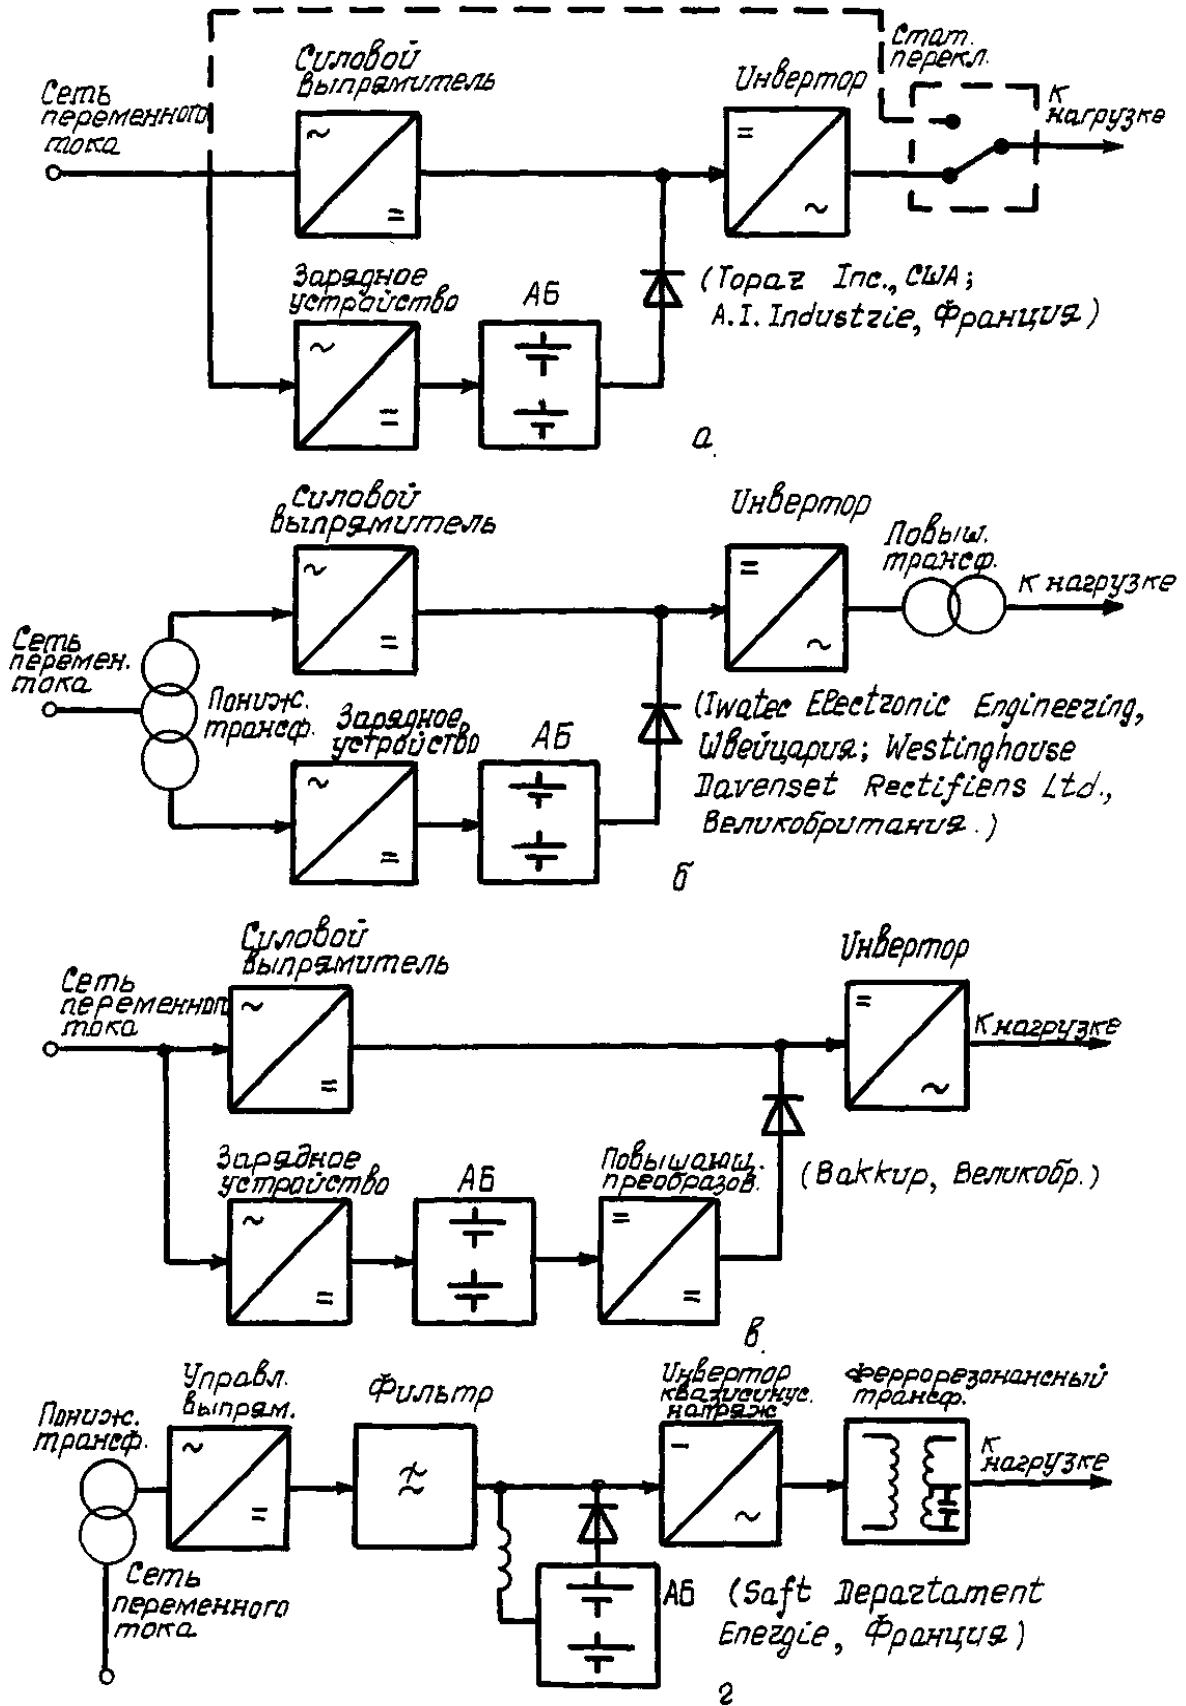 Силовой
выпрямитель
Стат.
перекл.
Инвертор
Сеть
переменного
тока
К
нагрузке
~
=
=
~
Зарядное
устройство
АБ
(Topaz Inc., США;
A.I. Industrie, Франция)
~
=
а.
Силовой
выпрямитель
Инвертор
Повыш.
трансф.
К нагрузке
~
=
=
~
Сеть
перемен.
тока
Пониж.
трансф.
Зарядное
устройство
АБ
(Iwatec Electronic Engineering,
Швейцария; Westinghouse
Davenset Rectifiens Ltd.,
Великобритания.)
~
=
б
Силовой
выпрямитель
Инвертор
Сеть
переменного
тока
К нагрузке
~
=
=
~
Зарядное
устройство
АБ
Повышающ.
преобразов.
(Bakkup, Великобр.)
~
=
=
=
в.
Пониж.
трансф.
Управл.
выпрям.
Фильтр
Инвертор
квазисинус.
напряж
Феррорезонансный
трансф.
К
нагрузке
~
=
~
Сеть
переменного
тока
АБ
(Saft Departament
Energie, Франция)
г